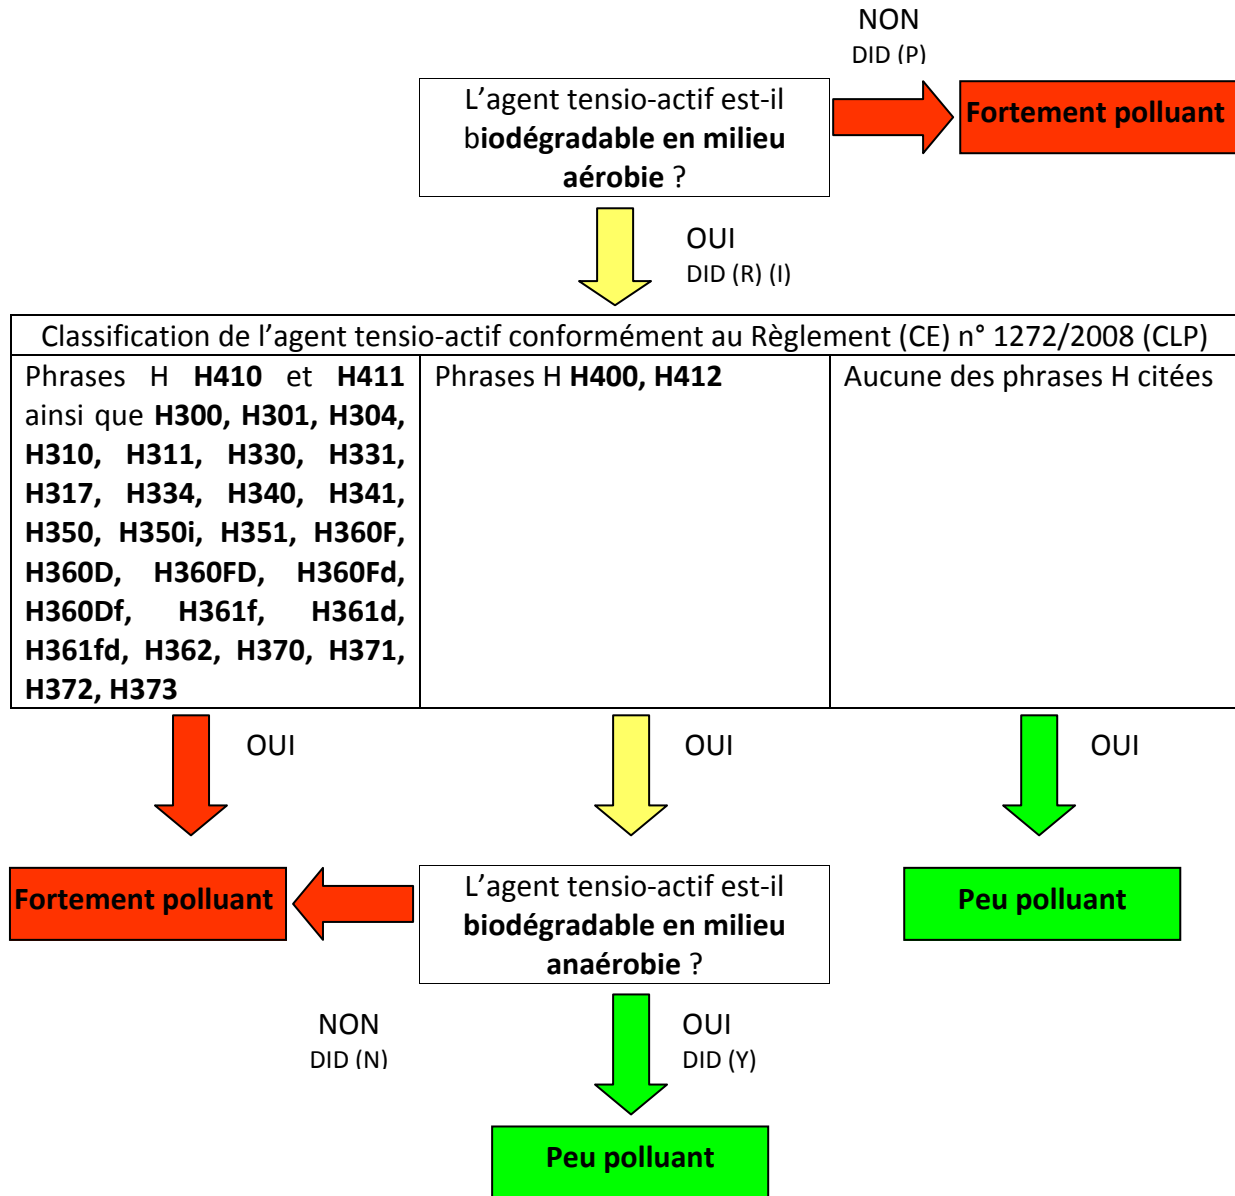 NON
DID (P)
L'agent tensio-actif est-il
biodégradable en milieu
aérobie ?
Fortement polluant
OUI
DID (R) (I)
Classification de l'agent tensio-actif conformément au Règlement (CE) n° 1272/2008 (CLP)
Phrases H H410 et H411
ainsi que H300, H301, H304,
H310, H311, H330, H331,
H317, H334, H340, H341,
H350, H350i, H351, H360F,
H360D, H360FD, H360Fd,
H360Df, H361f, H361d,
H361fd, H362, H370, H371,
H372, H373
Phrases H H400, H412
Aucune des phrases H citées
OUI
OUI
OUI
Fortement polluant
L'agent tensio-actif est-il
biodégradable en milieu
anaérobie ?
Peu polluant
NON
DID (N)
OUI
DID (Y)
Peu polluant